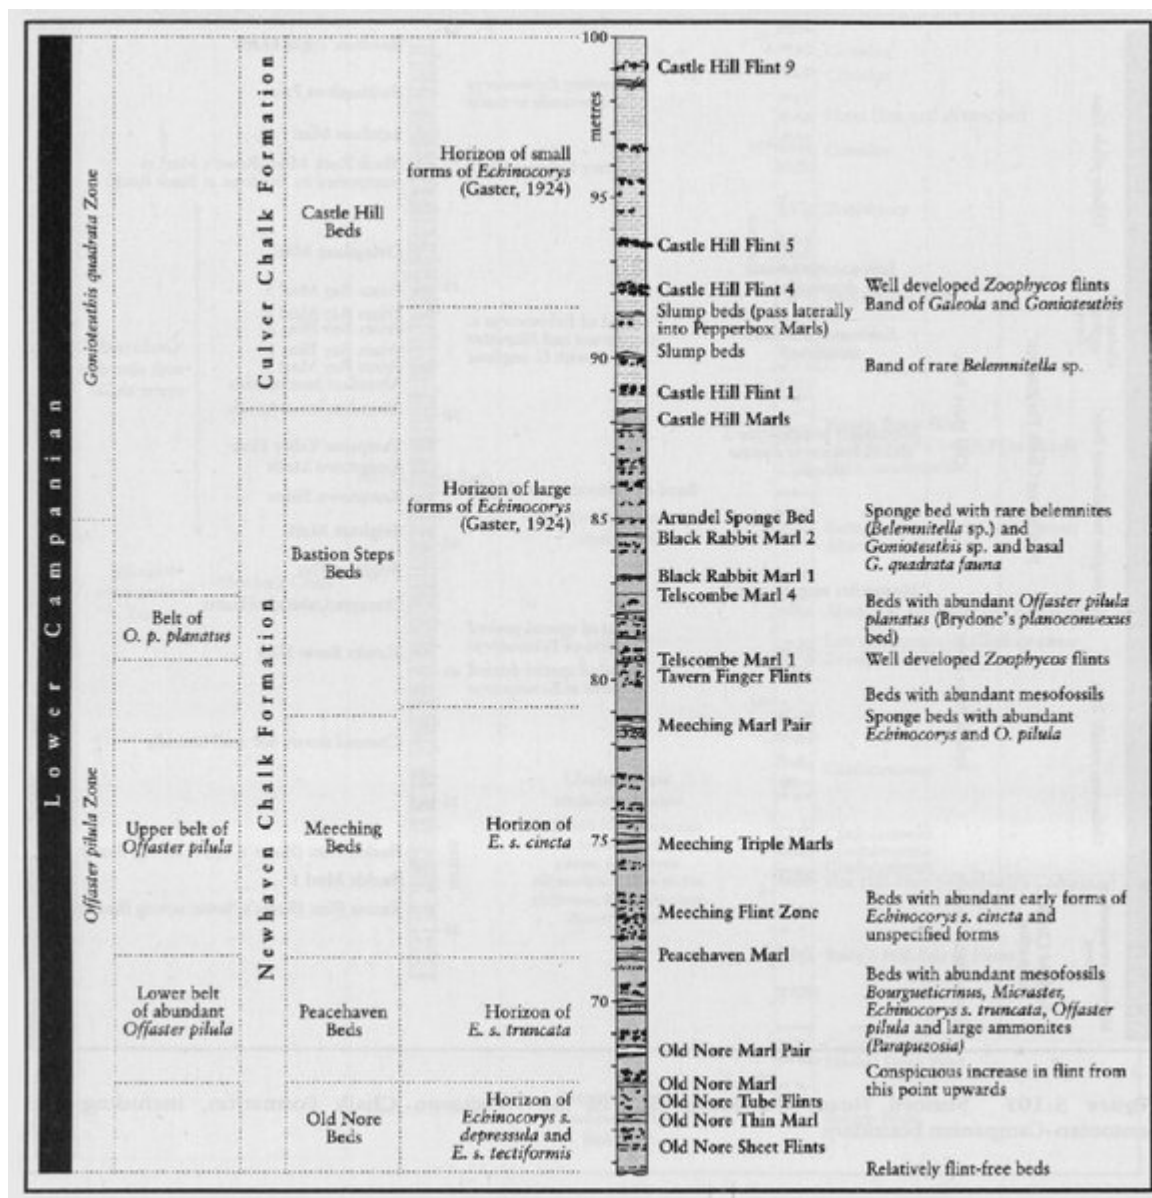 Lower Campanian
Gonioteuthis quadrata Zone
Offaster pilula Zone
Belt of
O. p. planatus
Upper belt of
Offaster pilula
Lower belt
of abundant
Offaster pilula
Culver Chalk Formation
Newhaven Chalk Formation
Castle Hill
Beds
Bastion Steps
Beds
Meeching
Beds
Peacehaven
Beds
Old Nore
Beds
Horizon of small
forms of Echinocorys
(Gaster, 1924)
Horizon of large
forms of Echinocorys
(Gaster, 1924)
Horizon of
E. s. cincta
Horizon of
E. s. truncata
Horizon of
Echinocorys s.
depressula and
E. s. tectiformis
metres
100
95
90
85
80
75
70
Castle Hill Flint 9
Castle Hill Flint 5
Castle Hill Flint 4
Slump beds (pass laterally
into Pepperbox Marls)
Slump beds
Castle Hill Flint 1
Castle Hill Marls
Arundel Sponge Bed
Black Rabbit Marl 2
Black Rabbit Marl 1
Telscombe Marl 4
Telscombe Marl 1
Tavern Finger Flints
Meeching Marl Pair
Meeching Triple Marls
Meeching Flint Zone
Peacehaven Marl
Old Nore Marl Pair
Old Nore Marl
Old Nore Tube Flints
Old Nore Thin Marl
Old Nore Sheet Flints
Well developed Zoophycos flints
Band of Galeola and Gonioteuthis
Band of rare Belemnitella sp.
Sponge bed with rare belemnites
(Belemnitella sp.) and
Gonioteuthis sp. and basal
G. quadrata fauna
Beds with abundant Offaster pilula
planatus (Brydone's planoconvexus
bed)
Well developed Zoophycos flints
Beds with abundant mesofossils
Sponge beds with abundant
Echinocorys and O. pilula
Beds with abundant early forms of
Echinocorys s. cincta and
unspecified forms
Beds with abundant mesofossils
Bourgueticrinus, Micraster,
Echinocorys s. truncata, Offaster
pilula and large ammonites
(Parapuzosia)
Conspicuous increase in flint from
this point upwards
Relatively flint-free beds